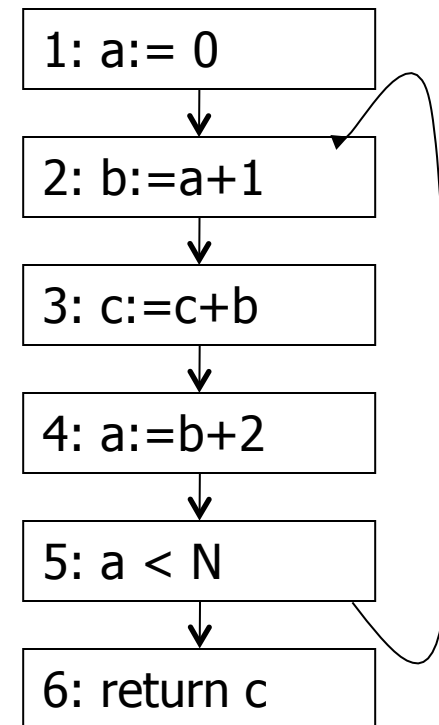 1: a:= 0
2: b:=a+1
3: c:=c+b
4: a:=b+2
5: a < N
6: return c